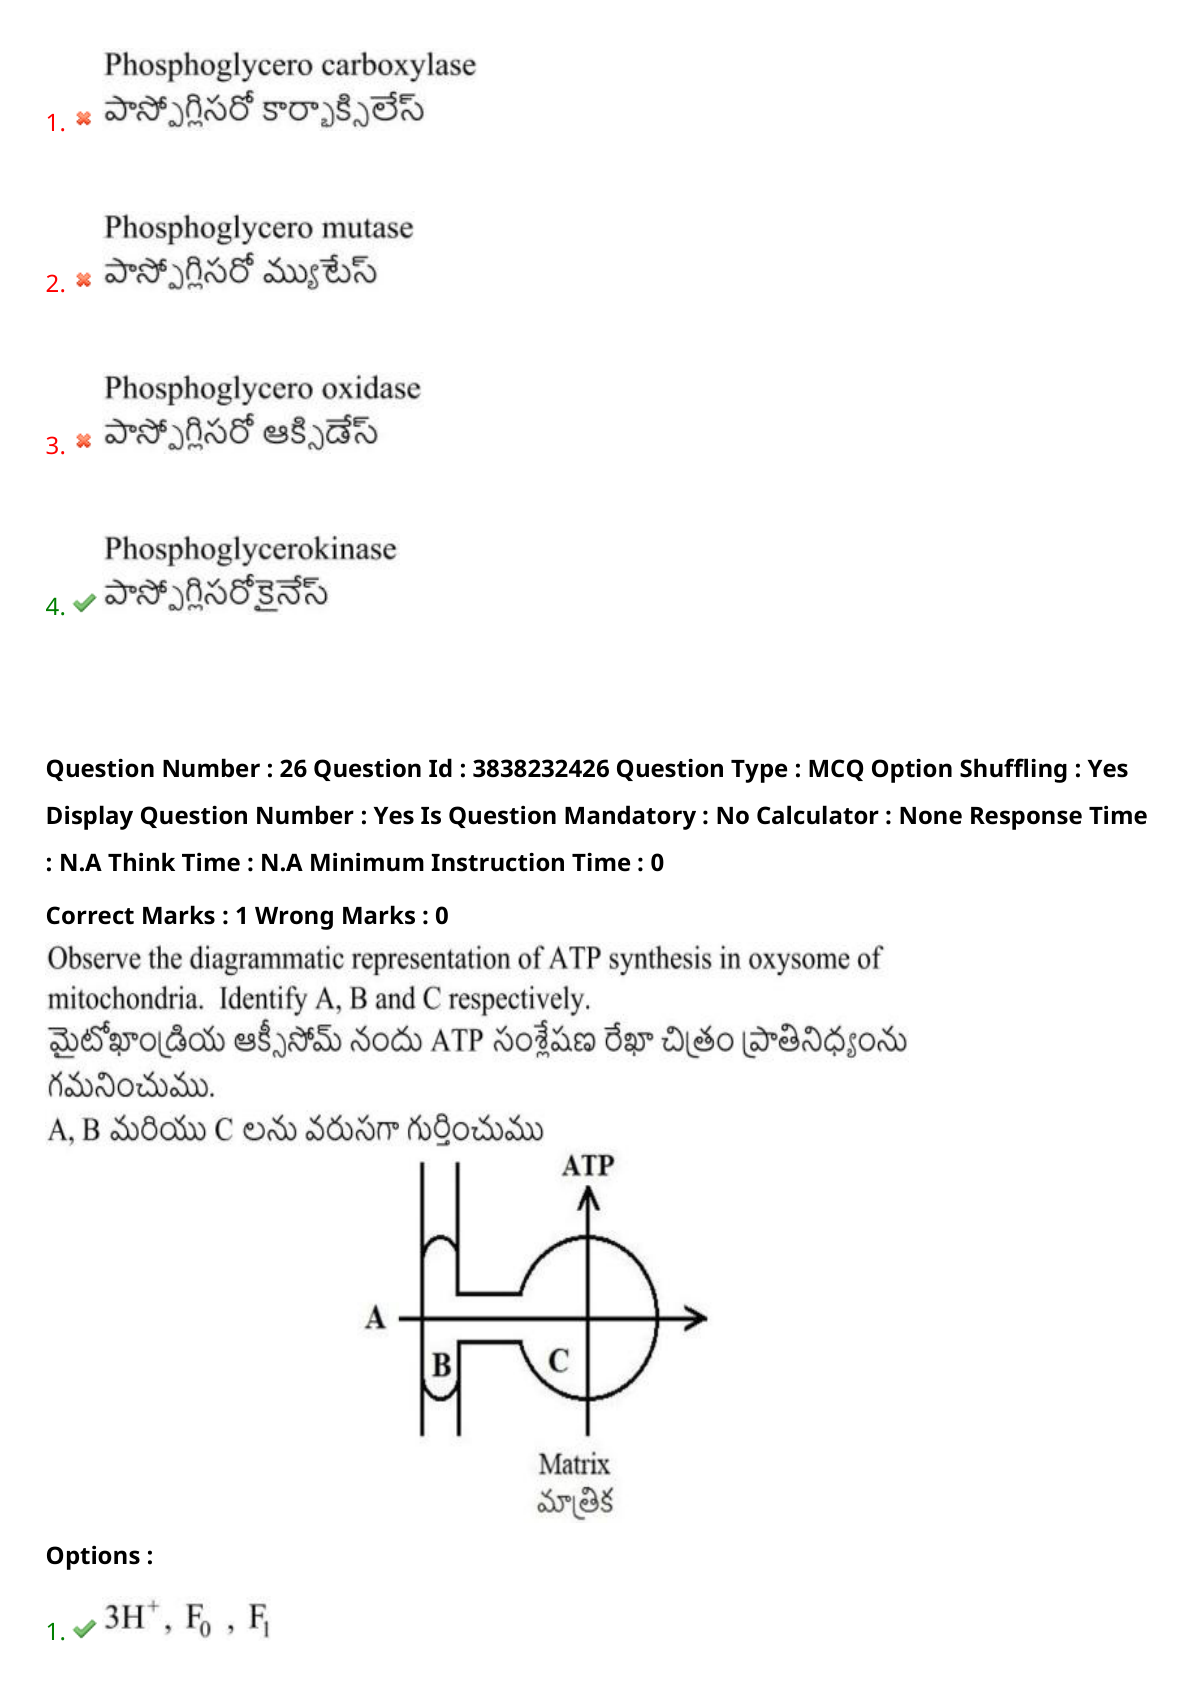 Phosphoglycero carboxylase
1. ఫాస్ఫోగ్లిసరో కార్బాక్సిలేస్
Phosphoglycero mutase
2. ఫాస్ఫోగ్లిసరో మ్యుటేస్
Phosphoglycero oxidase
3. ఫాస్ఫోగ్లిసరో ఆక్సిడేస్
Phosphoglycerokinase
4. ఫాస్ఫోగ్లిసరోకైనేస్
Question Number : 26 Question Id : 3838232426 Question Type : MCQ Option Shuffling : Yes
Display Question Number : Yes Is Question Mandatory : No Calculator : None Response Time
: N.A Think Time : N.A Minimum Instruction Time : 0
Correct Marks : 1 Wrong Marks : 0
Observe the diagrammatic representation of ATP synthesis in oxysome of
mitochondria. Identify A, B and C respectively.
మైటోఖాండ్రియ ఆక్సీసోమ్ నందు ATP సంశ్లేషణ రేఖా చిత్రం ప్రాతినిధ్యంను
గమనించుము.
A, B మరియు C లను వరుసగా గుర్తించుము
ATP
A
B
C
Matrix
మాత్రిక
Options :
1. 3H⁺, F₀ , F₁